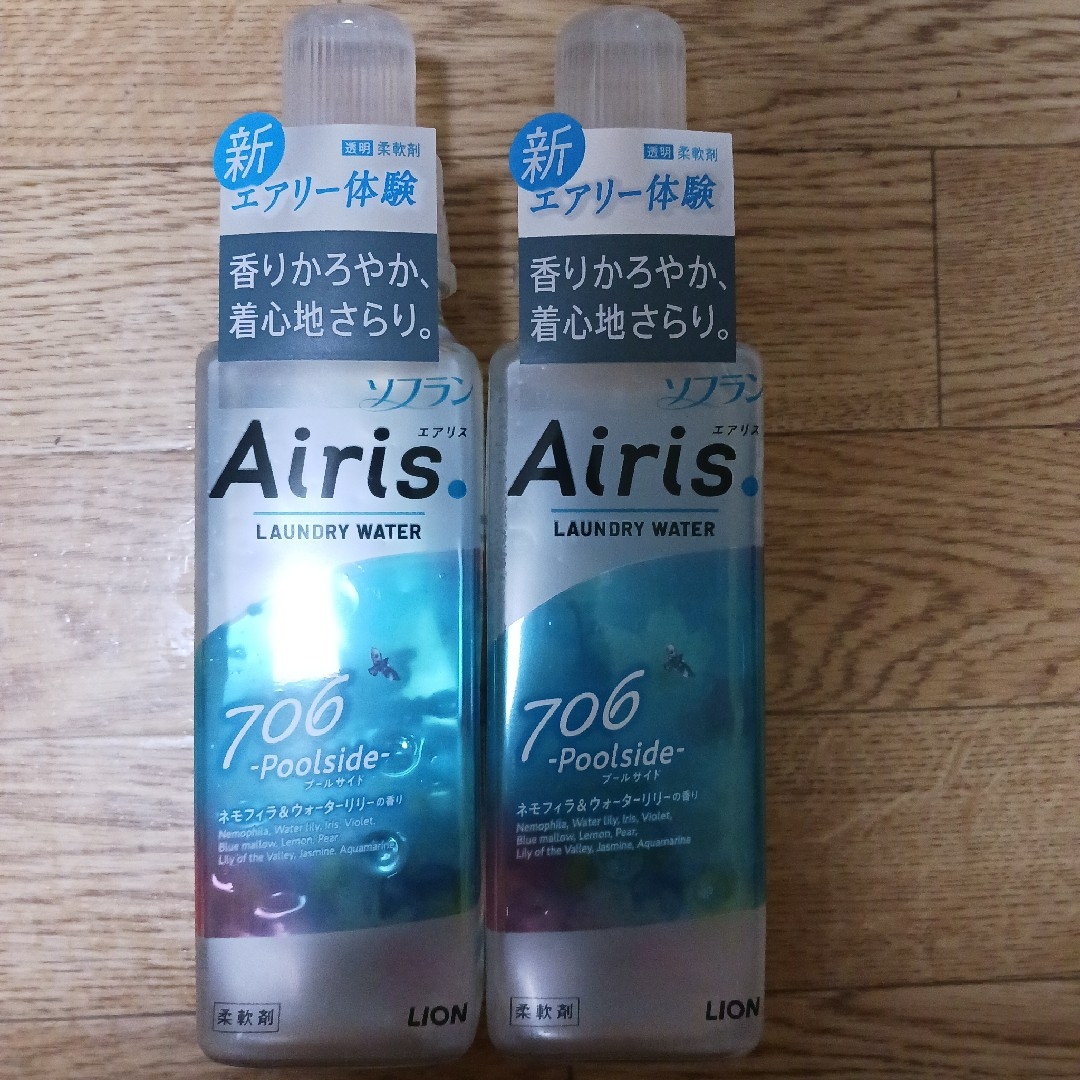 新
透明 柔軟剤
エアリー体験
香りかろやか、
着心地さらり。
ソフラン
エアリス
Airis.
LAUNDRY WATER
706
-Poolside-
プールサイド
ネモフィラ&ウォーターリリーの香り
Nemophila, Water lily, Iris, Violet,
Blue mallow, Lemon, Pear,
Lily of the Valley, Jasmine, Aquamarine
柔軟剤
LION
新
透明 柔軟剤
エアリー体験
香りかろやか、
着心地さらり。
ソフラン
エアリス
Airis.
LAUNDRY WATER
706
-Poolside-
プールサイド
ネモフィラ&ウォーターリリーの香り
Nemophila, Water lily, Iris, Violet,
Blue mallow, Lemon, Pear,
Lily of the Valley, Jasmine, Aquamarine
柔軟剤
LION